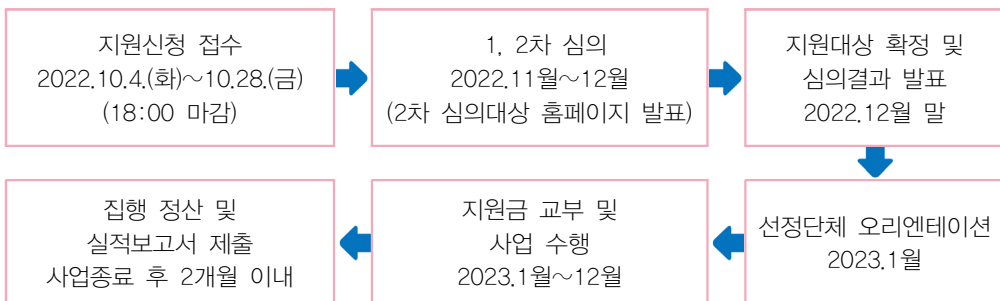 지원신청 접수
2022.10.4.(화)~10.28.(금)
(18:00 마감)
1, 2차 심의
2022.11월~12월
(2차 심의대상 홈페이지 발표)
지원대상 확정 및
심의결과 발표
2022.12월 말
선정단체 오리엔테이션
2023.1월
지원금 교부 및
사업 수행
2023.1월~12월
집행 정산 및
실적보고서 제출
사업종료 후 2개월 이내